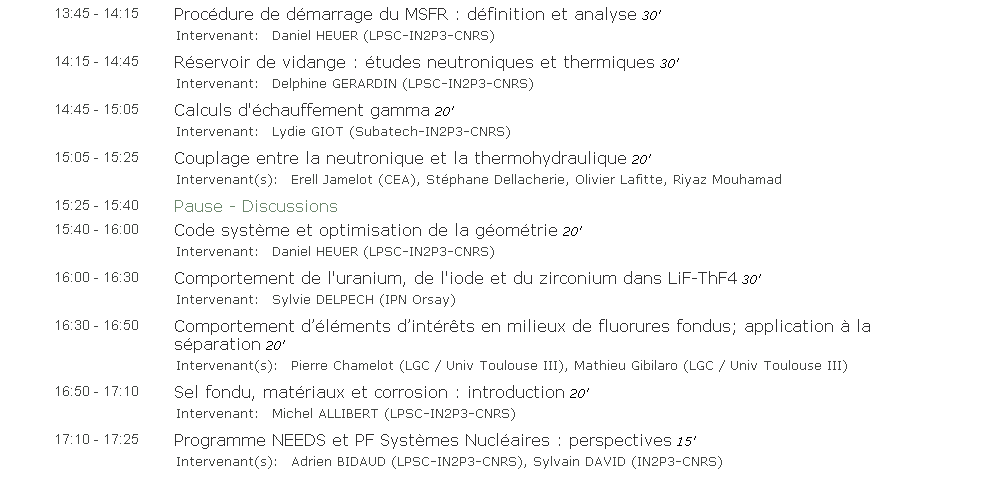 13:45 - 14:15 Procédure de démarrage du MSFR : définition et analyse 30'
Intervenant: Daniel HEUER (LPSC-IN2P3-CNRS)
14:15 - 14:45 Réservoir de vidange : études neutroniques et thermiques 30'
Intervenant: Delphine GERARDIN (LPSC-IN2P3-CNRS)
14:45 - 15:05 Calculs d'échauffement gamma 20'
Intervenant: Lydie GIOT (Subatech-IN2P3-CNRS)
15:05 - 15:25 Couplage entre la neutronique et la thermohydraulique 20'
Intervenant(s): Erell Jamelot (CEA), Stéphane Dellacherie, Olivier Lafitte, Riyaz Mouhamad
15:25 - 15:40 Pause - Discussions
15:40 - 16:00 Code système et optimisation de la géométrie 20'
Intervenant: Daniel HEUER (LPSC-IN2P3-CNRS)
16:00 - 16:30 Comportement de l'uranium, de l'iode et du zirconium dans LiF-ThF4 30'
Intervenant: Sylvie DELPECH (IPN Orsay)
16:30 - 16:50 Comportement d’éléments d’intérêts en milieux de fluorures fondus; application à la
séparation 20'
Intervenant(s): Pierre Chamelot (LGC / Univ Toulouse III), Mathieu Gibilaro (LGC / Univ Toulouse III)
16:50 - 17:10 Sel fondu, matériaux et corrosion : introduction 20'
Intervenant: Michel ALLIBERT (LPSC-IN2P3-CNRS)
17:10 - 17:25 Programme NEEDS et PF Systèmes Nucléaires : perspectives 15'
Intervenant(s): Adrien BIDAUD (LPSC-IN2P3-CNRS), Sylvain DAVID (IN2P3-CNRS)